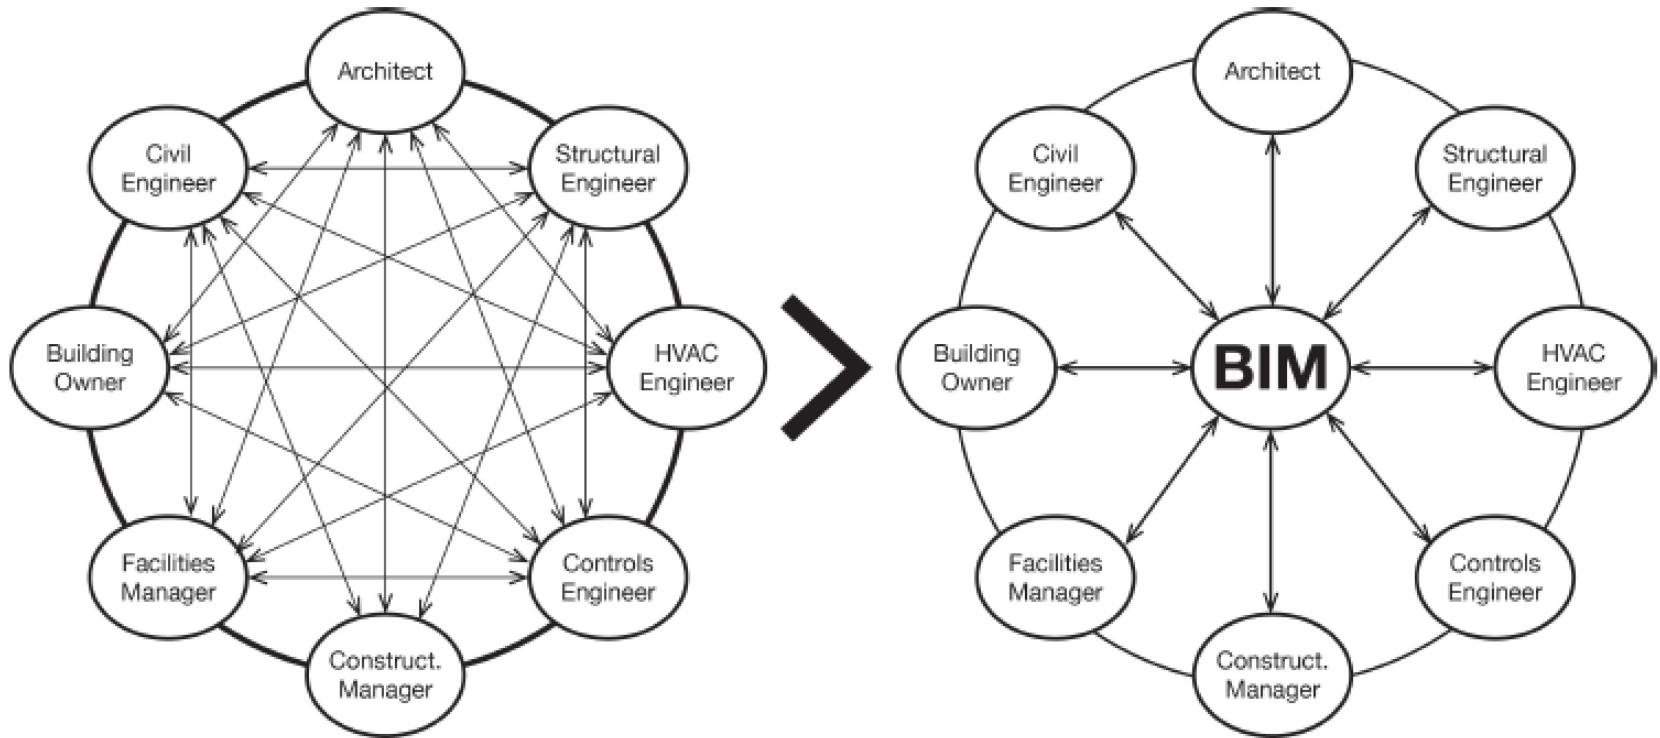 Architect
Civil
Engineer
Structural
Engineer
Building
Owner
HVAC
Engineer
Facilities
Manager
Controls
Engineer
Construct.
Manager
Architect
Civil
Engineer
Structural
Engineer
Building
Owner
BIM
HVAC
Engineer
Facilities
Manager
Controls
Engineer
Construct.
Manager